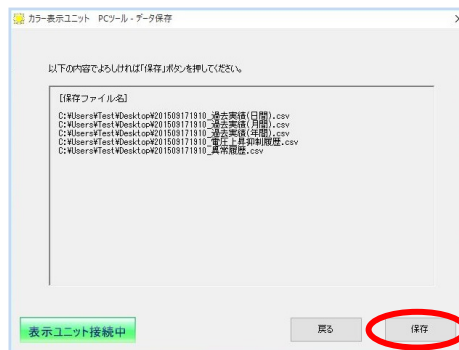 カラー表示ユニット PCツール - データ保存
以下の内容でよろしければ「保存」ボタンを押してください。
[保存ファイル名]
C:¥Users¥Test¥Desktop¥201509171910_過去実績(日間).csv
C:¥Users¥Test¥Desktop¥201509171910_過去実績(月間).csv
C:¥Users¥Test¥Desktop¥201509171910_過去実績(年間).csv
C:¥Users¥Test¥Desktop¥201509171910_電圧上昇抑制履歴.csv
C:¥Users¥Test¥Desktop¥201509171910_異常履歴.csv
表示ユニット接続中
戻る
保存